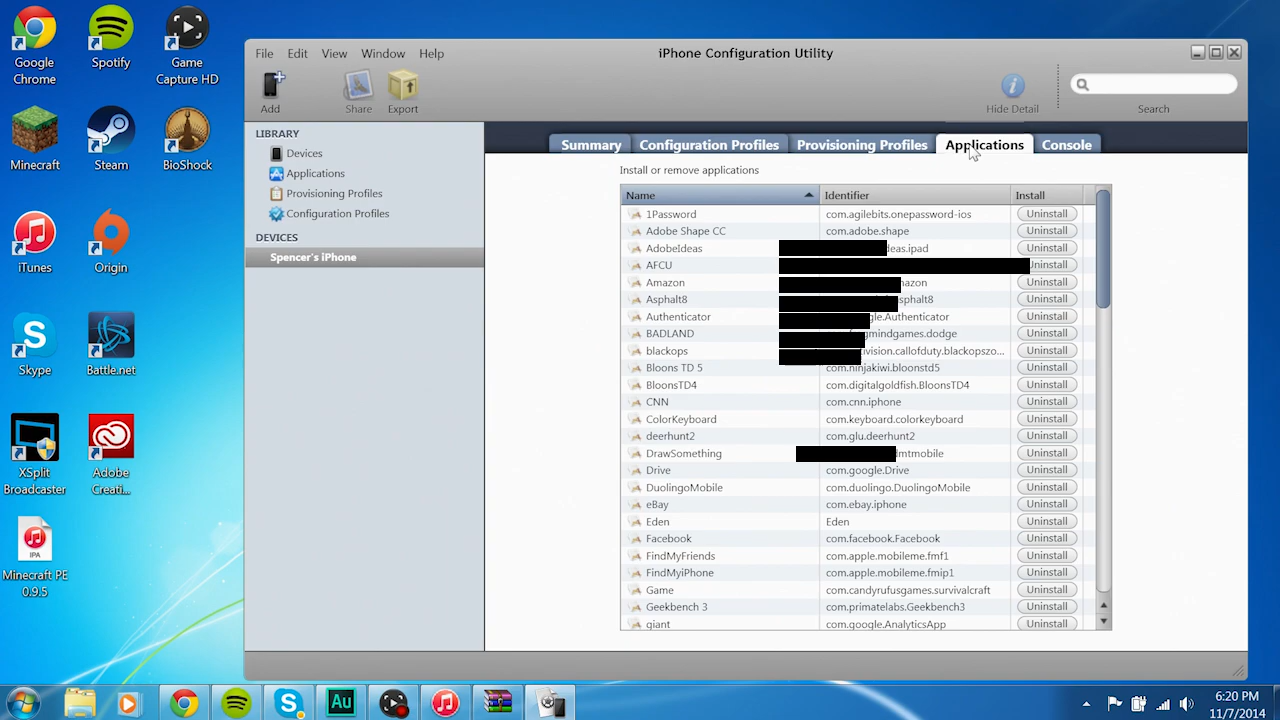 Google Chrome
Spotify
Game Capture HD
Minecraft
Steam
BioShock
iTunes
Origin
Skype
Battle.net
XSplit Broadcaster
Adobe Creati...
IPA
Minecraft PE 0.9.5
File Edit View Window Help
iPhone Configuration Utility
Add Share Export Hide Detail Search
LIBRARY
Devices
Applications
Provisioning Profiles
Configuration Profiles
DEVICES
Spencer's iPhone
Summary Configuration Profiles Provisioning Profiles Applications Console
Install or remove applications
Name Identifier Install
1Password com.agilebits.onepassword-ios Uninstall
Adobe Shape CC com.adobe.shape Uninstall
AdobeIdeas deas.ipad Uninstall
AFCU Uninstall
Amazon Uninstall
Asphalt8 sphalt8 Uninstall
Authenticator gle.Authenticator Uninstall
BADLAND gmindgames.dodge Uninstall
blackops vision.callofduty.blackopszo... Uninstall
Bloons TD 5 com.ninjakiwi.bloonstd5 Uninstall
BloonsTD4 com.digitalgoldfish.BloonsTD4 Uninstall
CNN com.cnn.iphone Uninstall
ColorKeyboard com.keyboard.colorkeyboard Uninstall
deerhunt2 com.glu.deerhunt2 Uninstall
DrawSomething mtmobile Uninstall
Drive com.google.Drive Uninstall
DuolingoMobile com.duolingo.DuolingoMobile Uninstall
eBay com.ebay.iphone Uninstall
Eden Eden Uninstall
Facebook com.facebook.Facebook Uninstall
FindMyFriends com.apple.mobileme.fmf1 Uninstall
FindMyiPhone com.apple.mobileme.fmip1 Uninstall
Game com.candyrufusgames.survivalcraft Uninstall
Geekbench 3 com.primatelabs.Geekbench3 Uninstall
giant com.google.AnalyticsApp Uninstall
Au
6:20 PM
11/7/2014